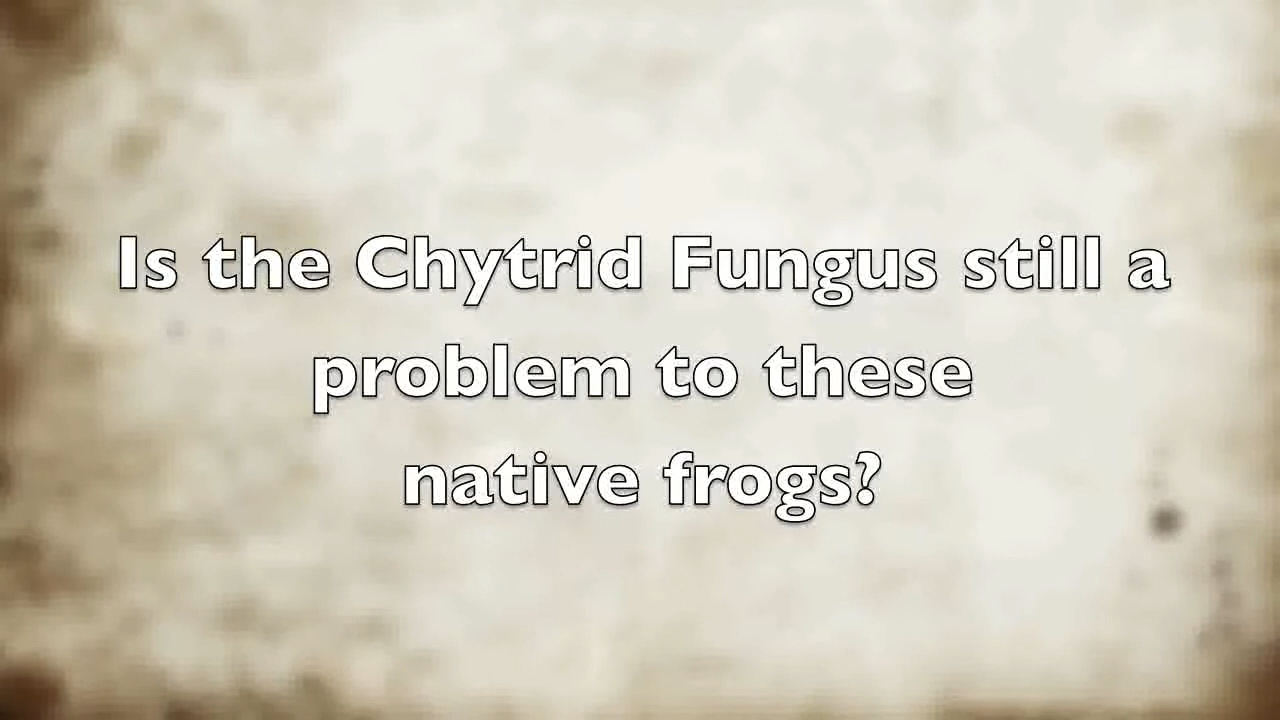 Is the Chytrid Fungus still a
problem to these
native frogs?